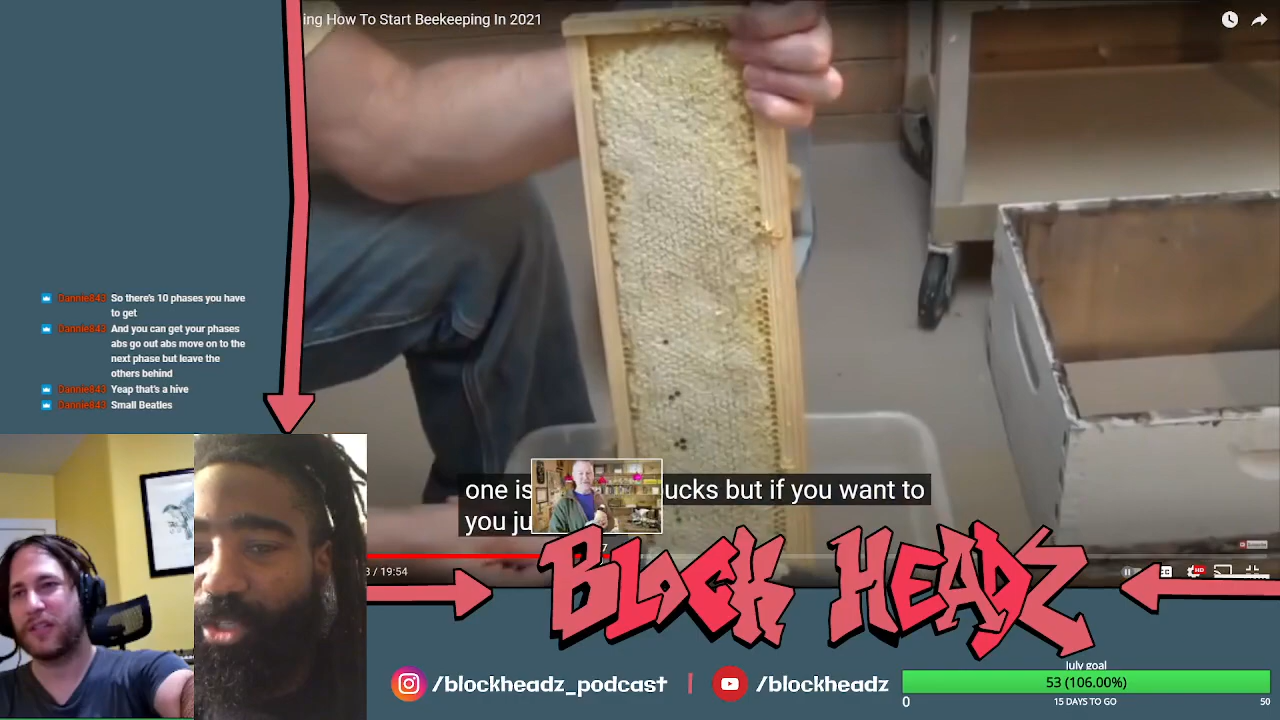 ing How To Start Beekeeping In 2021
Dannie843 So there's 10 phases you have
to get
Dannie843 And you can get your phases
abs go out abs move on to the
next phase but leave the
others behind
Dannie843 Yeap that's a hive
Dannie843 Small Beatles
one is ucks but if you want to
you ju
3 / 19:54
HD
BLOCK HEADZ
/blockheadz_podcast | /blockheadz
July goal
53 (106.00%)
0 15 DAYS TO GO 50